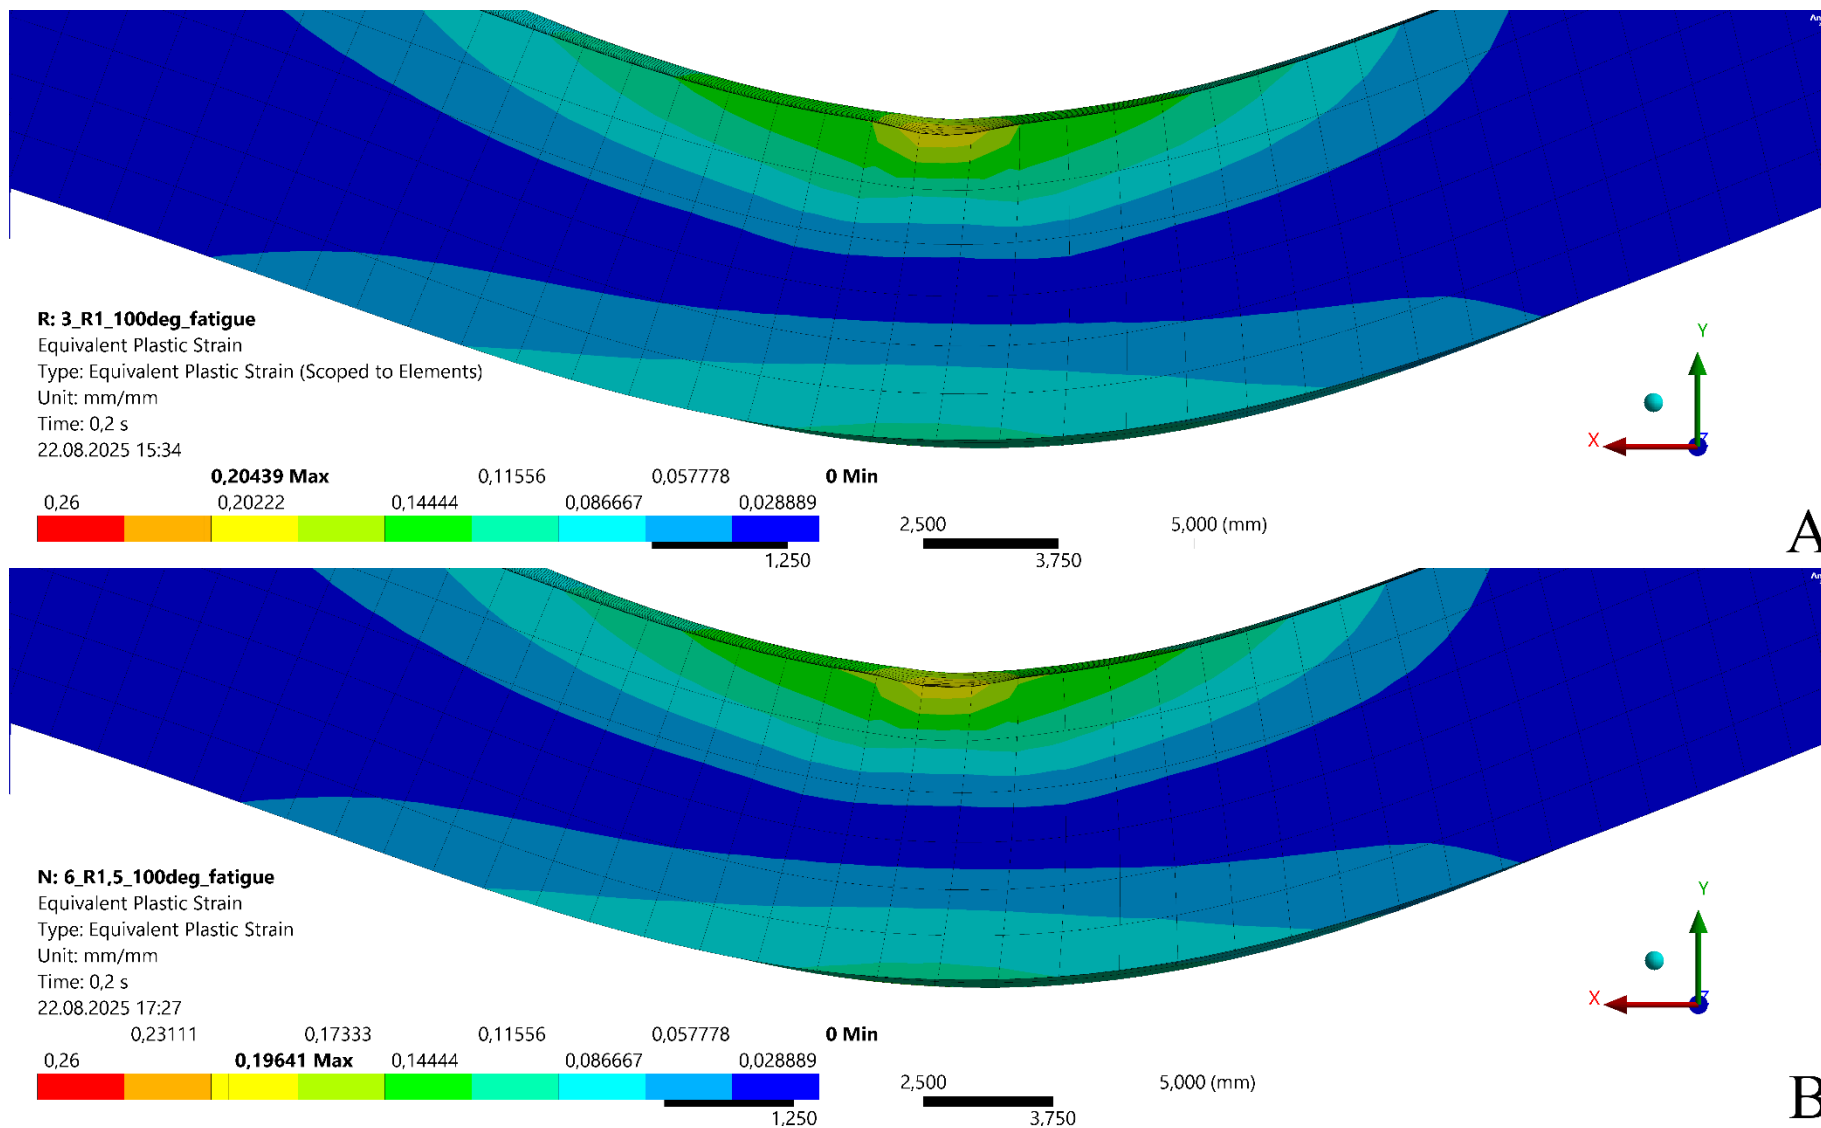 An
R: 3_R1_100deg_fatigue
Equivalent Plastic Strain
Type: Equivalent Plastic Strain (Scoped to Elements)
Unit: mm/mm
Time: 0,2 s
22.08.2025 15:34
0,20439 Max 0,11556 0,057778 0 Min
0,26 0,20222 0,14444 0,086667 0,028889
2,500 5,000 (mm)
1,250 3,750
Y
X Z
A
An
N: 6_R1,5_100deg_fatigue
Equivalent Plastic Strain
Type: Equivalent Plastic Strain
Unit: mm/mm
Time: 0,2 s
22.08.2025 17:27
0,23111 0,17333 0,11556 0,057778 0 Min
0,26 0,19641 Max 0,14444 0,086667 0,028889
2,500 5,000 (mm)
1,250 3,750
Y
X Z
B